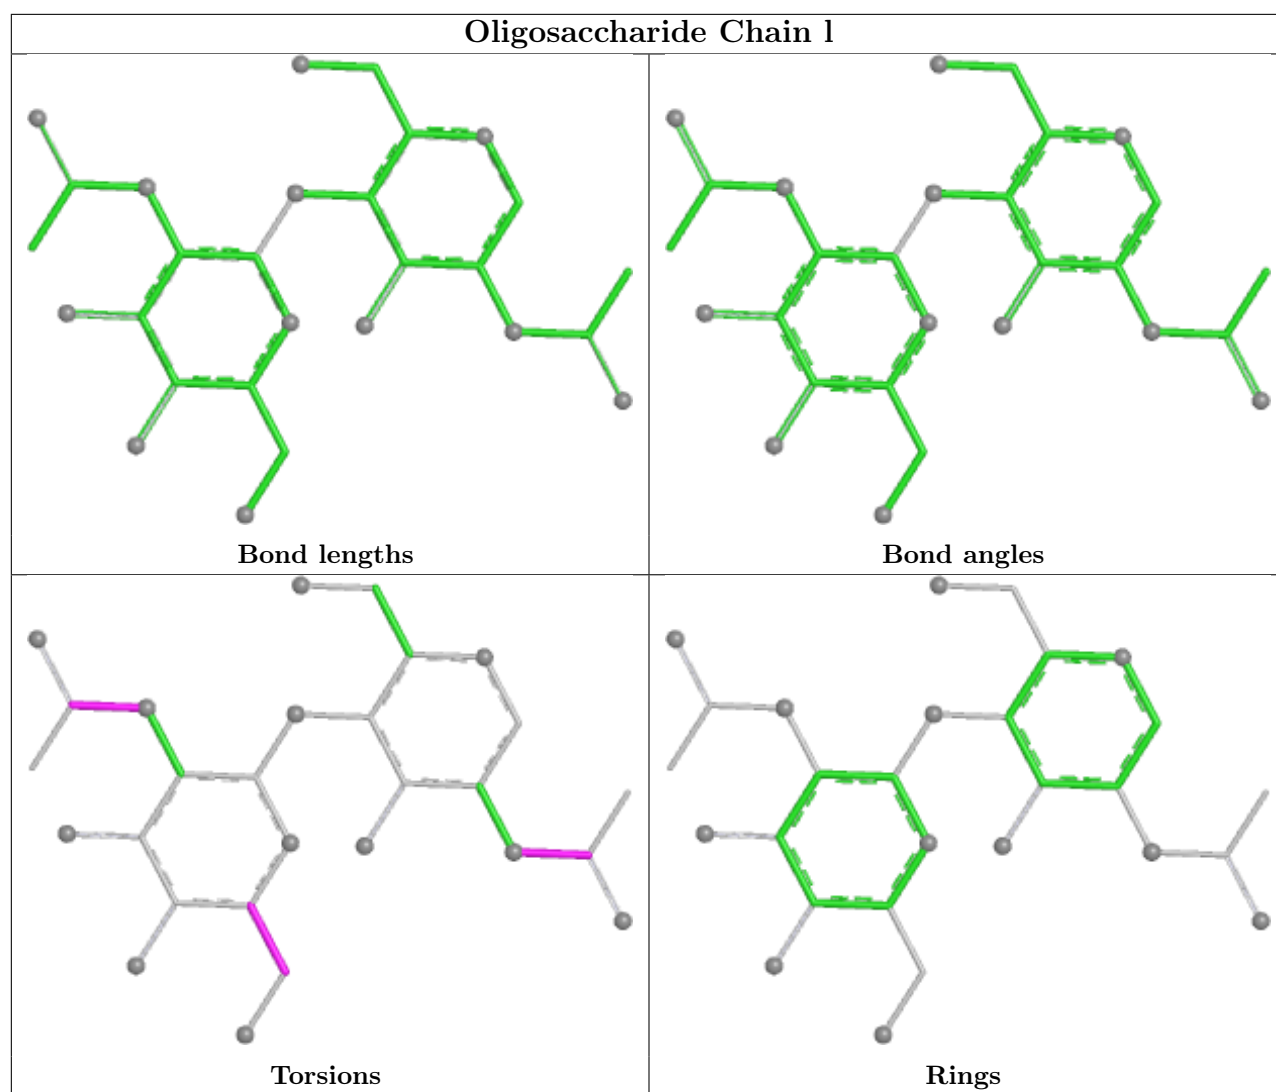 Oligosaccharide Chain l
Bond lengths
Bond angles
Torsions
Rings